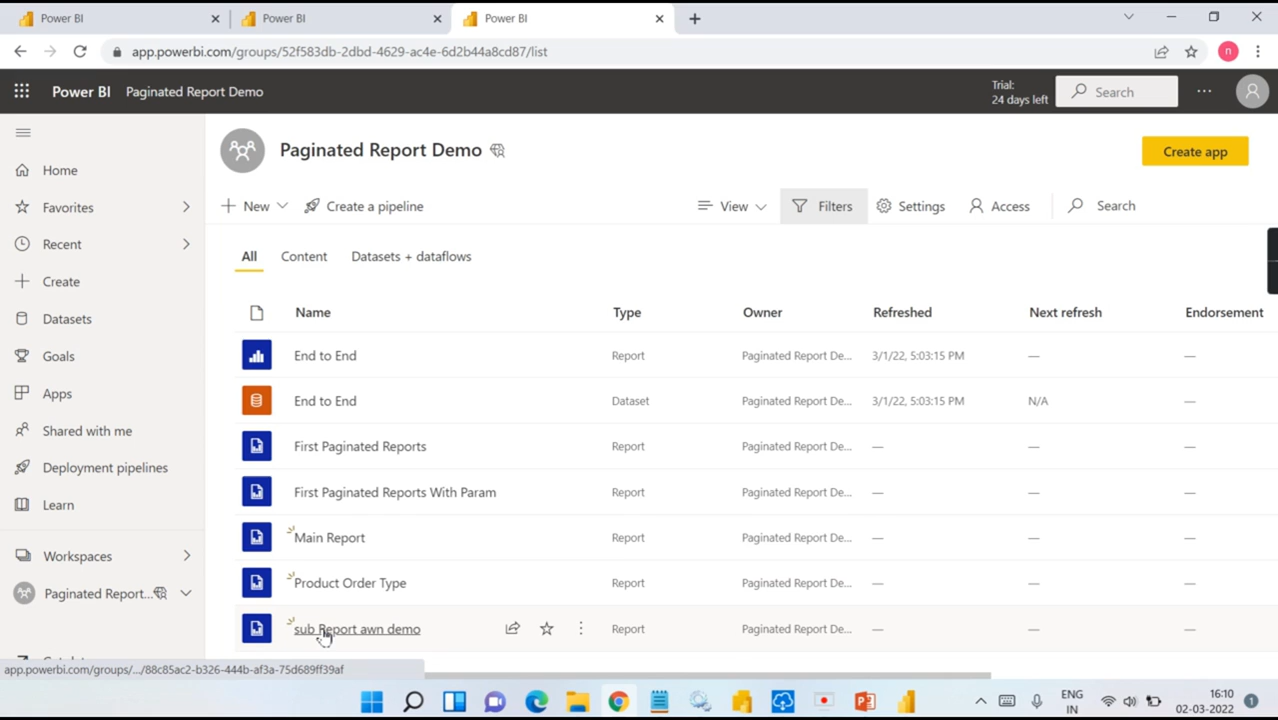 Power BI
Power BI
Power BI
app.powerbi.com/groups/52f583db-2dbd-4629-ac4e-6d2b44a8cd87/list
n
Power BI Paginated Report Demo
Trial:
24 days left
Search
Paginated Report Demo
Create app
New
Create a pipeline
View
Filters
Settings
Access
Search
Home
Favorites
Recent
Create
Datasets
Goals
Apps
Shared with me
Deployment pipelines
Learn
Workspaces
Paginated Report...
All Content Datasets + dataflows
Name Type Owner Refreshed Next refresh Endorsement
End to End Report Paginated Report De... 3/1/22, 5:03:15 PM — —
End to End Dataset Paginated Report De... 3/1/22, 5:03:15 PM N/A —
First Paginated Reports Report Paginated Report De... — — —
First Paginated Reports With Param Report Paginated Report De... — — —
Main Report Report Paginated Report De... — — —
Product Order Type Report Paginated Report De... — — —
sub Report awn demo Report Paginated Report De... — — —
app.powerbi.com/groups/.../88c85ac2-b326-444b-af3a-75d689ff39af
ENG
IN
16:10
02-03-2022
1